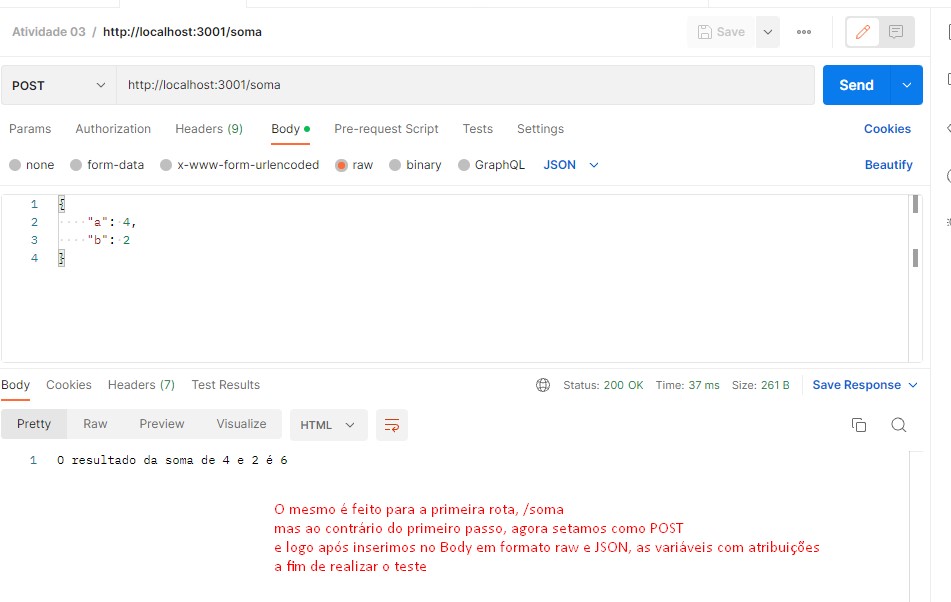 Atividade 03 / http://localhost:3001/soma
Save
POST http://localhost:3001/soma Send
Params Authorization Headers (9) Body Pre-request Script Tests Settings Cookies
none form-data x-www-form-urlencoded raw binary GraphQL JSON Beautify
1 {
2 "a": 4,
3 "b": 2
4 }
Body Cookies Headers (7) Test Results Status: 200 OK Time: 37 ms Size: 261 B Save Response
Pretty Raw Preview Visualize HTML
1 O resultado da soma de 4 e 2 é 6
O mesmo é feito para a primeira rota, /soma
mas ao contrário do primeiro passo, agora setamos como POST
e logo após inserimos no Body em formato raw e JSON, as variáveis com atribuições
a fim de realizar o teste